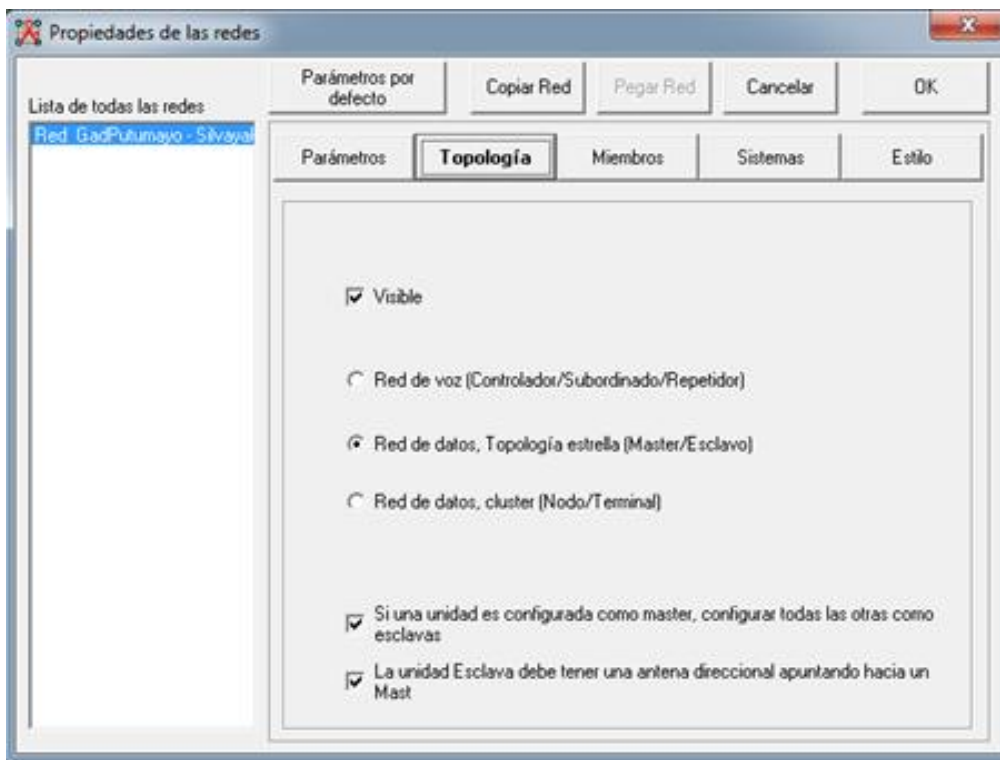 Propiedades de las redes
Lista de todas las redes
Red GadPutumayo - Silvayal
Parámetros por
defecto
Copiar Red
Pegar Red
Cancelar
OK
Parámetros
Topología
Miembros
Sistemas
Estilo
Visible
Red de voz (Controlador/Subordinado/Repetidor)
Red de datos, Topología estrella (Master/Esclavo)
Red de datos, cluster (Nodo/Terminal)
Si una unidad es configurada como master, configurar todas las otras como
esclavas
La unidad Esclava debe tener una antena direccional apuntando hacia un
Mast